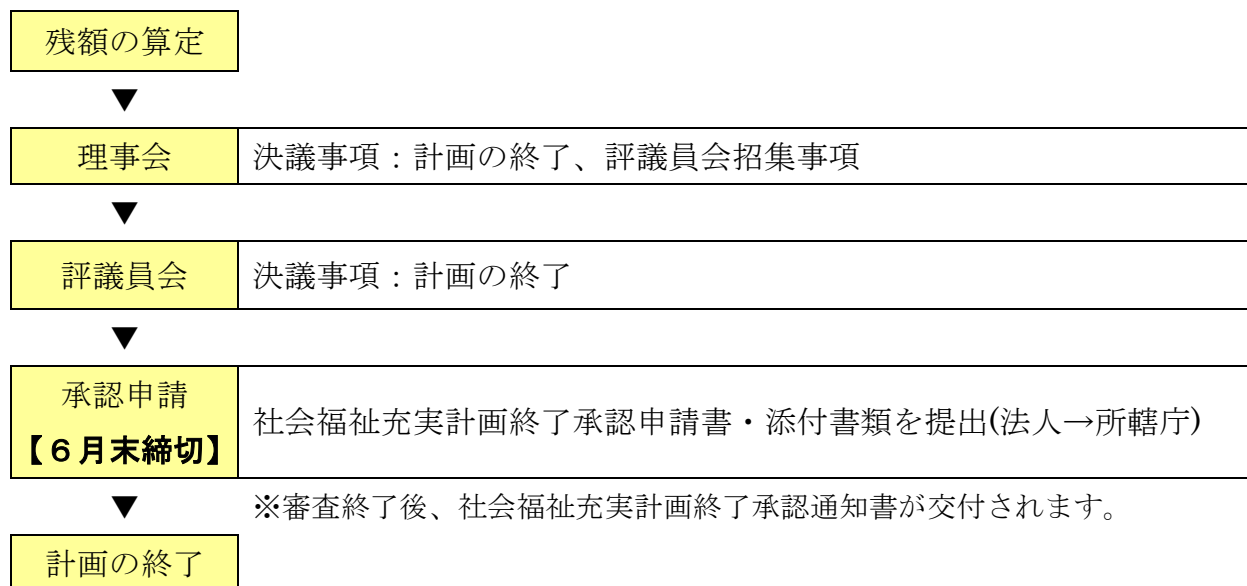 残額の算定
▼
理事会 決議事項：計画の終了、評議員会招集事項
▼
評議員会 決議事項：計画の終了
▼
承認申請
【６月末締切】
社会福祉充実計画終了承認申請書・添付書類を提出(法人→所轄庁)
▼ ※審査終了後、社会福祉充実計画終了承認通知書が交付されます。
計画の終了